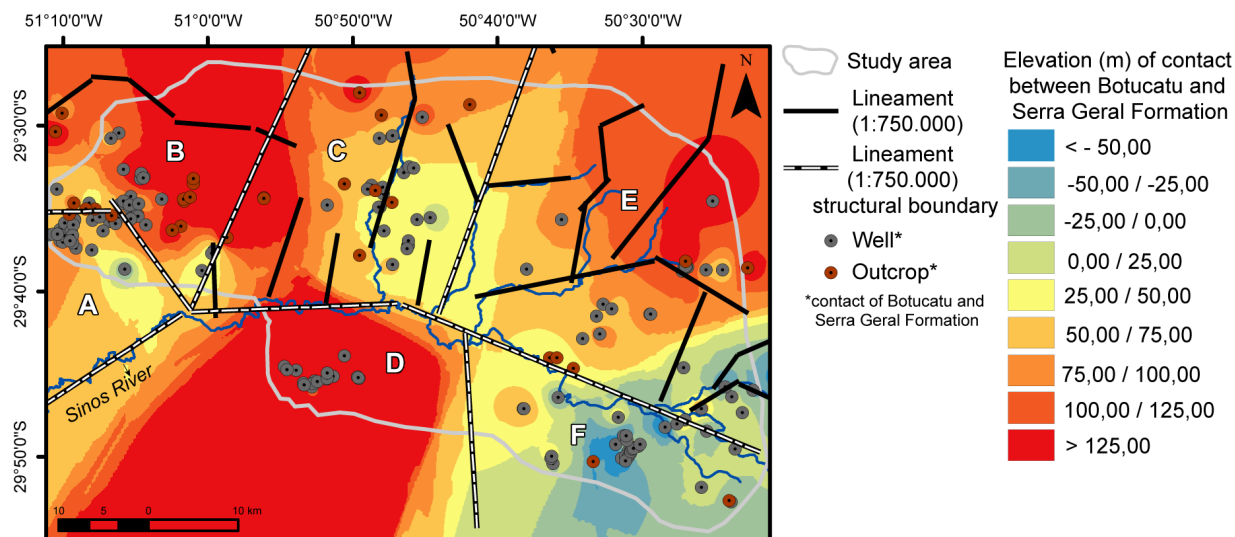 51°10'0"W 51°0'0"W 50°50'0"W 50°40'0"W 50°30'0"W
29°30'0"S
29°40'0"S
29°50'0"S
N
A
B
C
D
E
F
Sinos River
10 5 0 10 km
Study area
Lineament
(1:750.000)
Lineament
(1:750.000)
structural boundary
Well*
Outcrop*
*contact of Botucatu and
Serra Geral Formation
Elevation (m) of contact
between Botucatu and
Serra Geral Formation
< - 50,00
-50,00 / -25,00
-25,00 / 0,00
0,00 / 25,00
25,00 / 50,00
50,00 / 75,00
75,00 / 100,00
100,00 / 125,00
> 125,00